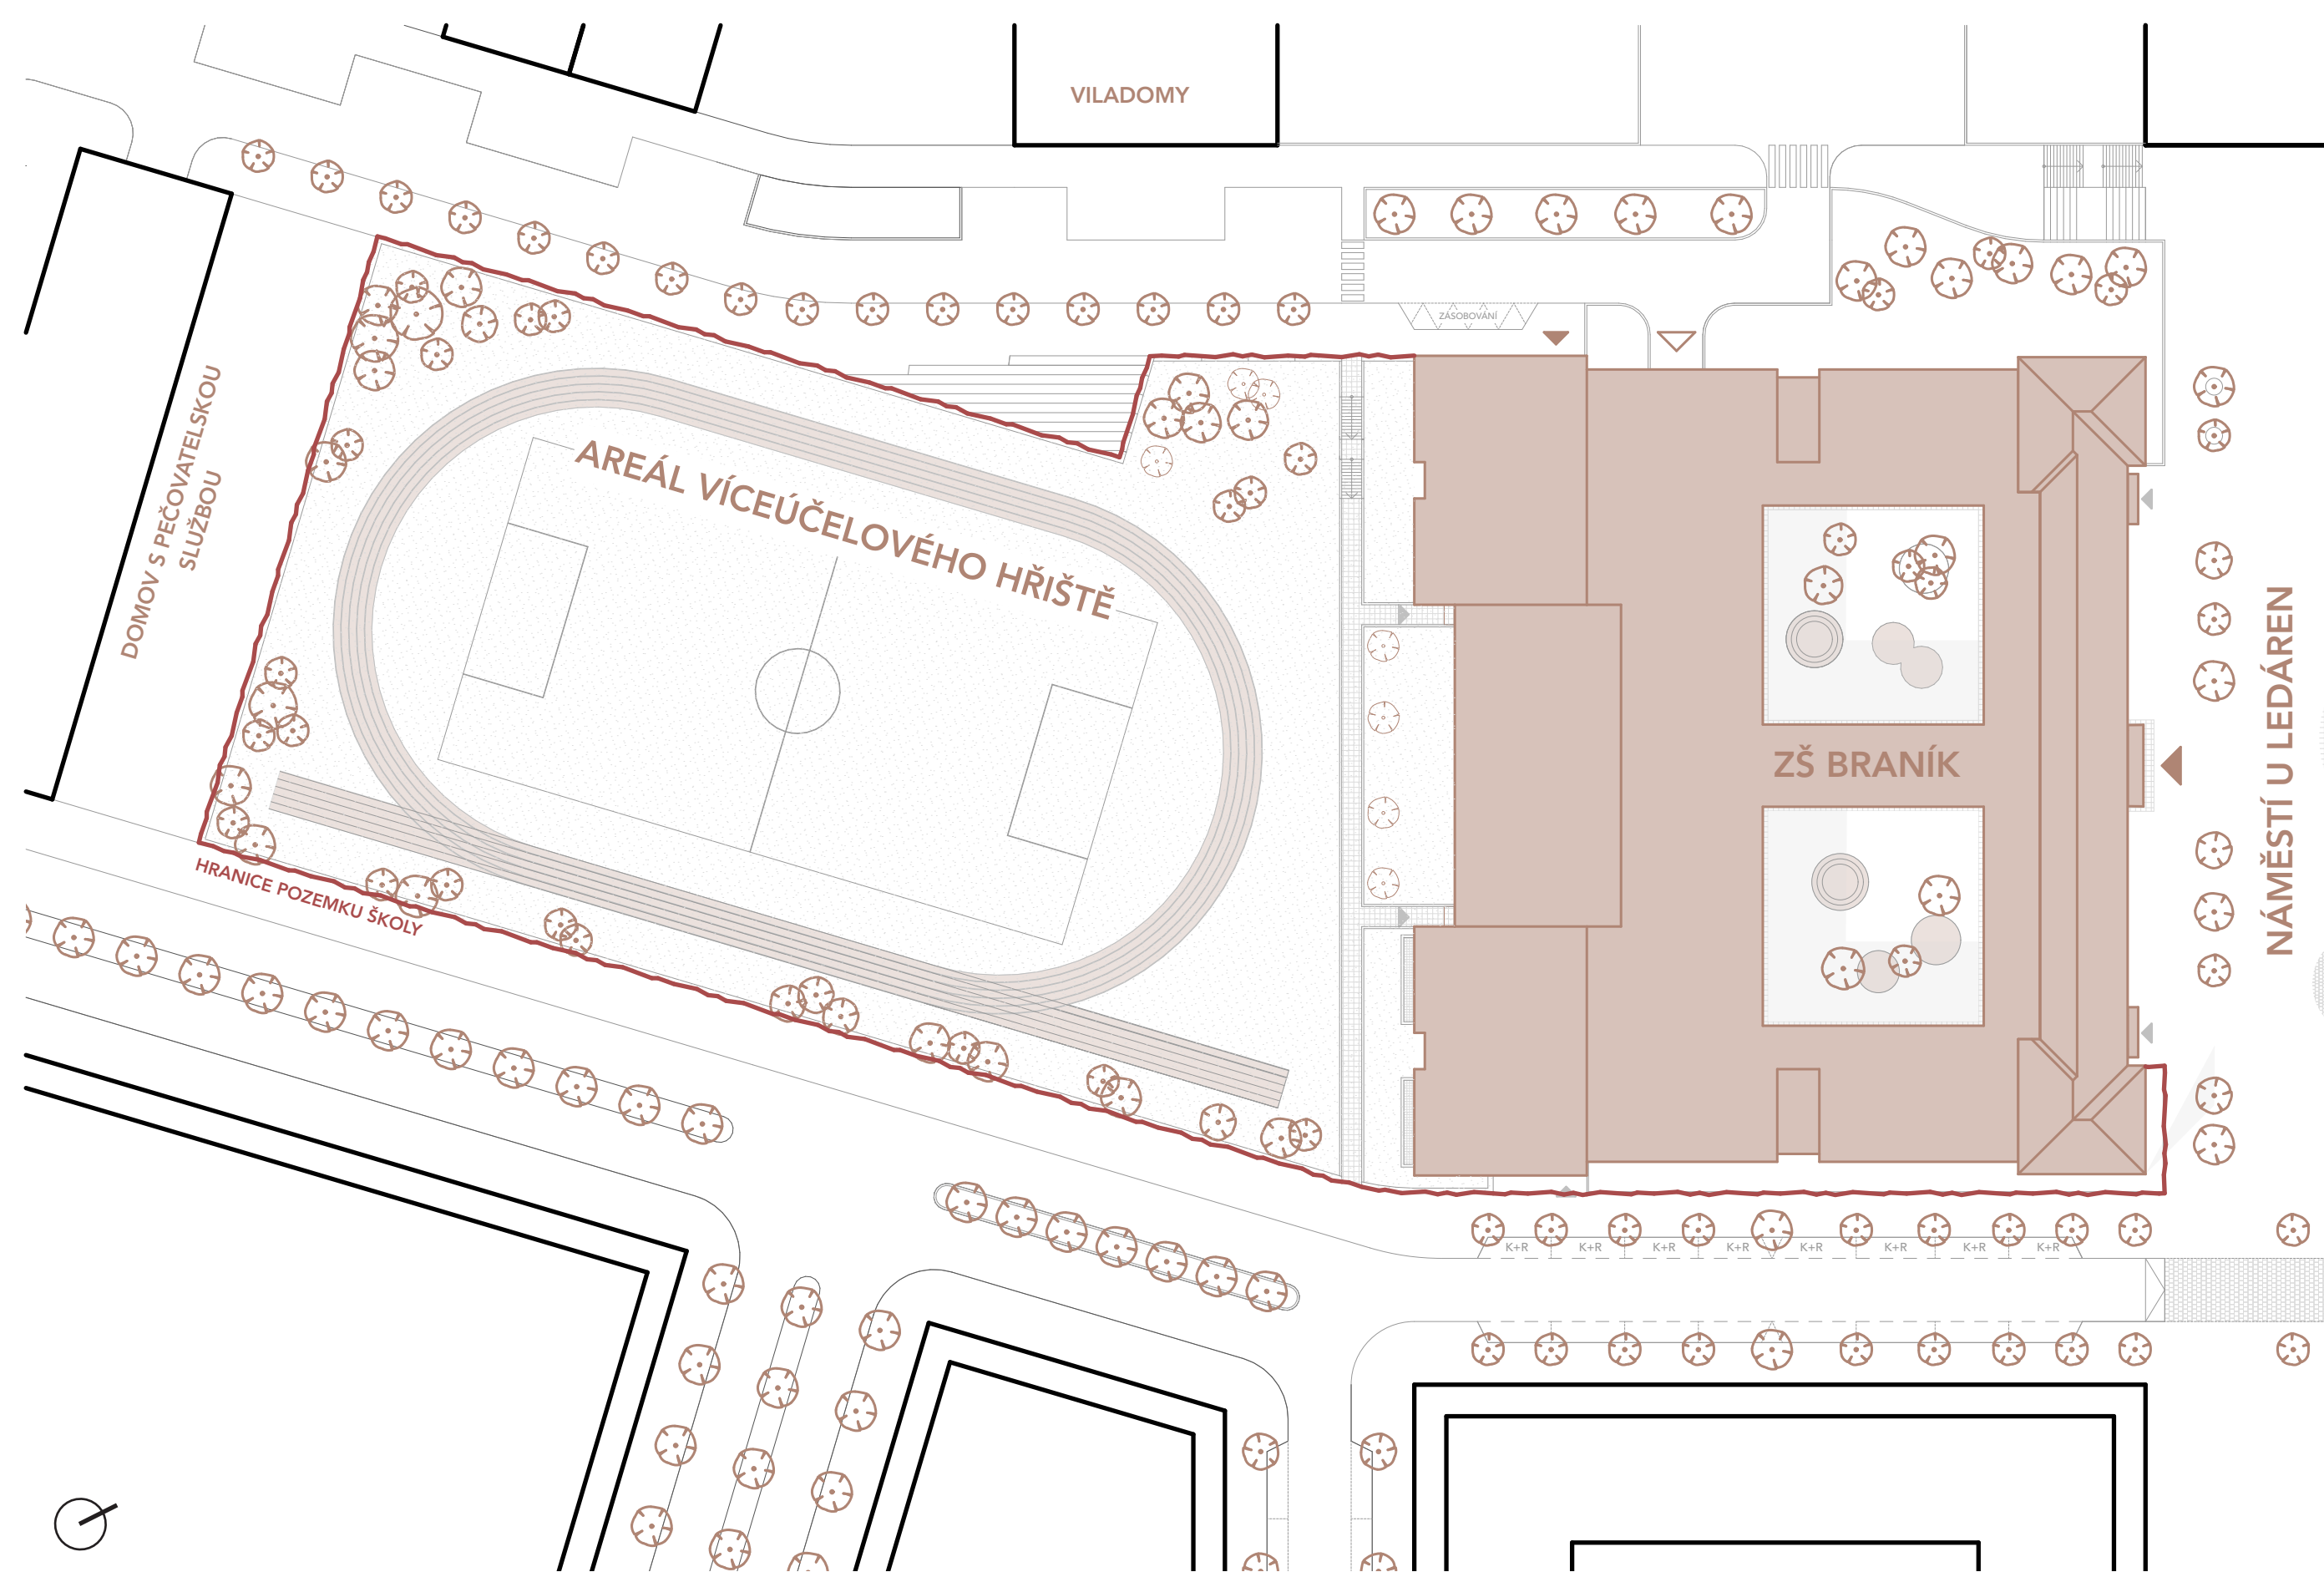 VILADOMY
ZÁSOBOVÁNÍ
DOMOV S PEČOVATELSKOU
SLUŽBOU
AREÁL VÍCEÚČELOVÉHO HŘIŠTĚ
ZŠ BRANÍK
NÁMĚSTÍ U LEDÁREN
HRANICE POZEMKU ŠKOLY
K+R K+R K+R K+R K+R K+R K+R K+R